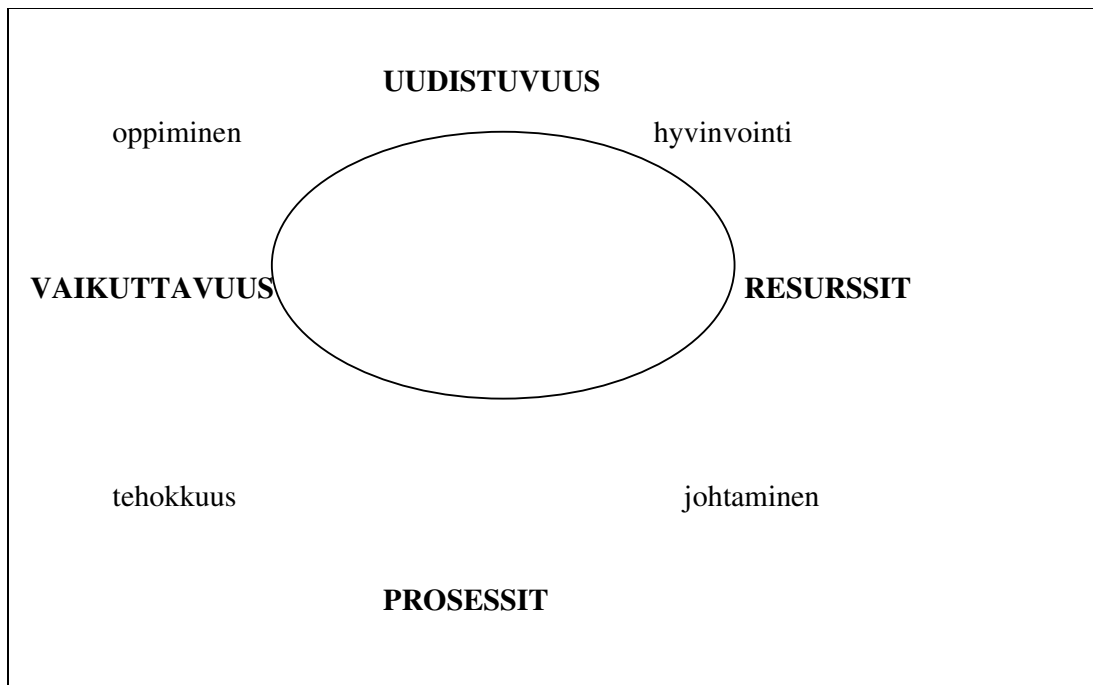 UUDISTUVUUS
oppiminen hyvinvointi
VAIKUTTAVUUS RESURSSIT
tehokkuus johtaminen
PROSESSIT